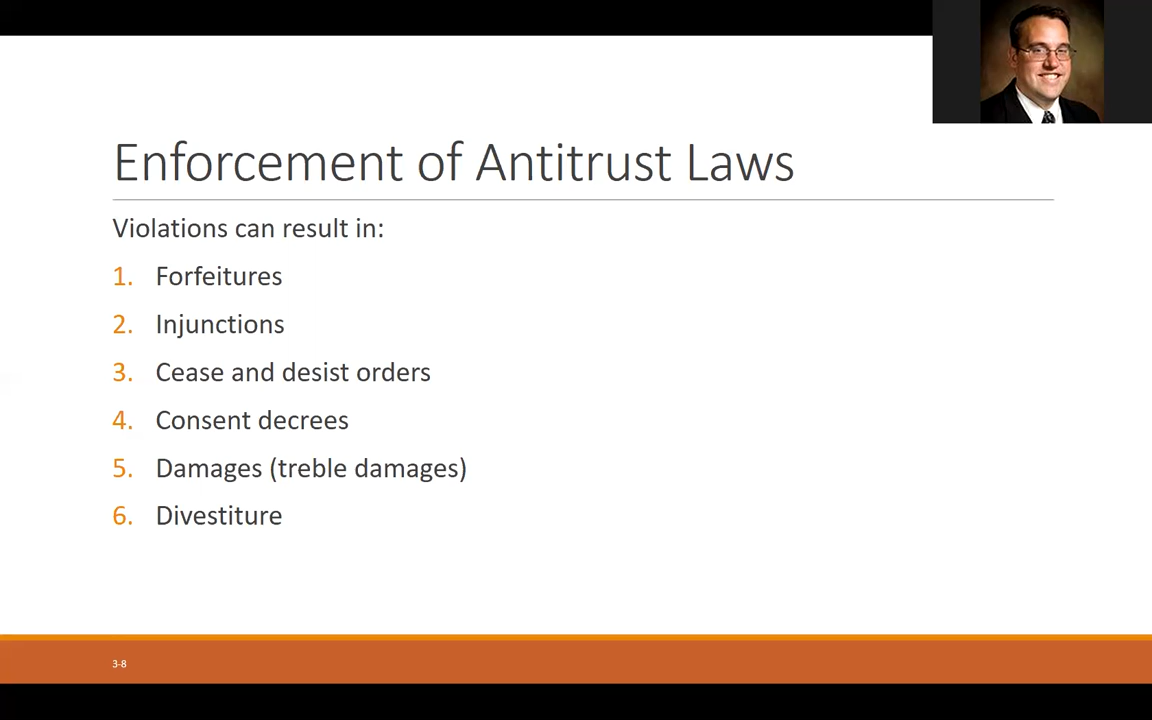 Enforcement of Antitrust Laws
Violations can result in:
1. Forfeitures
2. Injunctions
3. Cease and desist orders
4. Consent decrees
5. Damages (treble damages)
6. Divestiture
3-8